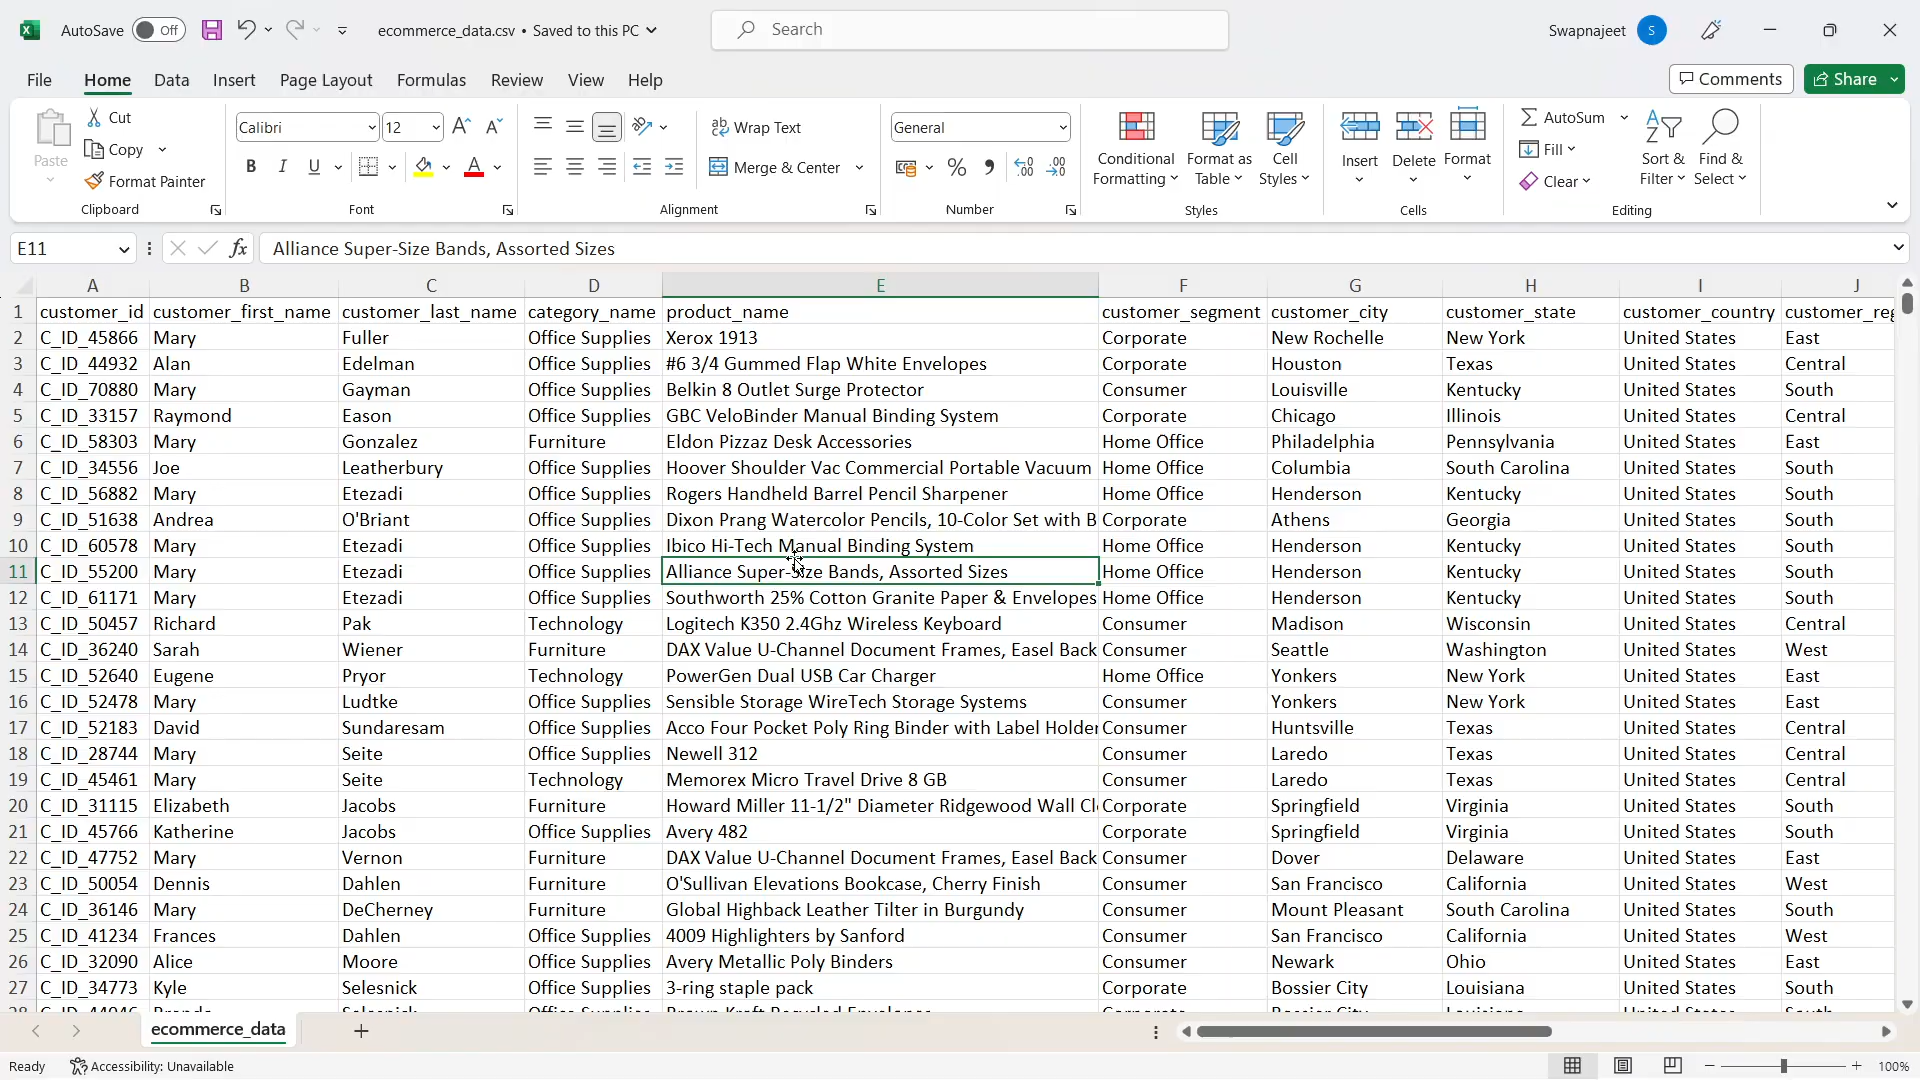 AutoSave Off ecommerce_data.csv • Saved to this PC Search Swapnajeet S
File Home Data Insert Page Layout Formulas Review View Help Comments Share
Cut
Copy
Format Painter
Paste
Clipboard
Calibri 12
B I U
Font
Wrap Text
Merge & Center
Alignment
General
Number
Conditional Formatting
Format as Table
Cell Styles
Styles
Insert Delete Format
Cells
AutoSum
Fill
Clear
Sort & Filter
Find & Select
Editing
E11 fx Alliance Super-Size Bands, Assorted Sizes
A B C D E F G H I J
1 customer_id customer_first_name customer_last_name category_name product_name customer_segment customer_city customer_state customer_country
2 C_ID_45866 Mary Fuller Office Supplies Xerox 1913 Corporate New Rochelle New York United States East
3 C_ID_44932 Alan Edelman Office Supplies #6 3/4 Gummed Flap White Envelopes Corporate Houston Texas United States Central
4 C_ID_70880 Mary Gayman Office Supplies Belkin 8 Outlet Surge Protector Consumer Louisville Kentucky United States South
5 C_ID_33157 Raymond Eason Office Supplies GBC VeloBinder Manual Binding System Corporate Chicago Illinois United States Central
6 C_ID_58303 Mary Gonzalez Furniture Eldon Pizzaz Desk Accessories Home Office Philadelphia Pennsylvania United States East
7 C_ID_34556 Joe Leatherbury Office Supplies Hoover Shoulder Vac Commercial Portable Vacuum Home Office Columbia South Carolina United States South
8 C_ID_56882 Mary Etezadi Office Supplies Rogers Handheld Barrel Pencil Sharpener Home Office Henderson Kentucky United States South
9 C_ID_51638 Andrea O'Briant Office Supplies Dixon Prang Watercolor Pencils, 10-Color Set with B Corporate Athens Georgia United States South
10 C_ID_60578 Mary Etezadi Office Supplies Ibico Hi-Tech Manual Binding System Home Office Henderson Kentucky United States South
11 C_ID_55200 Mary Etezadi Office Supplies Alliance Super-Size Bands, Assorted Sizes Home Office Henderson Kentucky United States South
12 C_ID_61171 Mary Etezadi Office Supplies Southworth 25% Cotton Granite Paper & Envelopes Home Office Henderson Kentucky United States South
13 C_ID_50457 Richard Pak Technology Logitech K350 2.4Ghz Wireless Keyboard Consumer Madison Wisconsin United States Central
14 C_ID_36240 Sarah Wiener Furniture DAX Value U-Channel Document Frames, Easel Back Consumer Seattle Washington United States West
15 C_ID_52640 Eugene Pryor Technology PowerGen Dual USB Car Charger Home Office Yonkers New York United States East
16 C_ID_52478 Mary Ludtke Office Supplies Sensible Storage WireTech Storage Systems Consumer Yonkers New York United States East
17 C_ID_52183 David Sundaresam Office Supplies Acco Four Pocket Poly Ring Binder with Label Holder Consumer Huntsville Texas United States Central
18 C_ID_28744 Mary Seite Office Supplies Newell 312 Consumer Laredo Texas United States Central
19 C_ID_45461 Mary Seite Technology Memorex Micro Travel Drive 8 GB Consumer Laredo Texas United States Central
20 C_ID_31115 Elizabeth Jacobs Furniture Howard Miller 11-1/2" Diameter Ridgewood Wall Corporate Springfield Virginia United States South
21 C_ID_45766 Katherine Jacobs Office Supplies Avery 482 Corporate Springfield Virginia United States South
22 C_ID_47752 Mary Vernon Furniture DAX Value U-Channel Document Frames, Easel Back Consumer Dover Delaware United States East
23 C_ID_50054 Dennis Dahlen Furniture O'Sullivan Elevations Bookcase, Cherry Finish Consumer San Francisco California United States West
24 C_ID_36146 Mary DeCherney Furniture Global Highback Leather Tilter in Burgundy Consumer Mount Pleasant South Carolina United States South
25 C_ID_41234 Frances Dahlen Office Supplies 4009 Highlighters by Sanford Consumer San Francisco California United States West
26 C_ID_32090 Alice Moore Office Supplies Avery Metallic Poly Binders Consumer Newark Ohio United States East
27 C_ID_34773 Kyle Selesnick Office Supplies 3-ring staple pack Corporate Bossier City Louisiana United States South
ecommerce_data
Ready Accessibility: Unavailable 100%